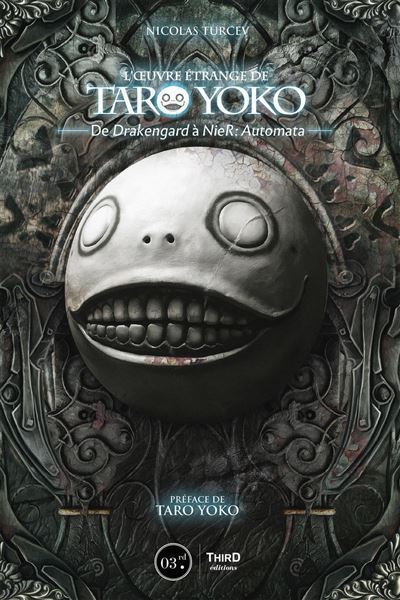 NICOLAS TURCEV
L'ŒUVRE ÉTRANGE DE
TARO YOKO
De Drakengard à NieR: Automata
PRÉFACE DE
TARO YOKO
03rd
THIRD
éditions